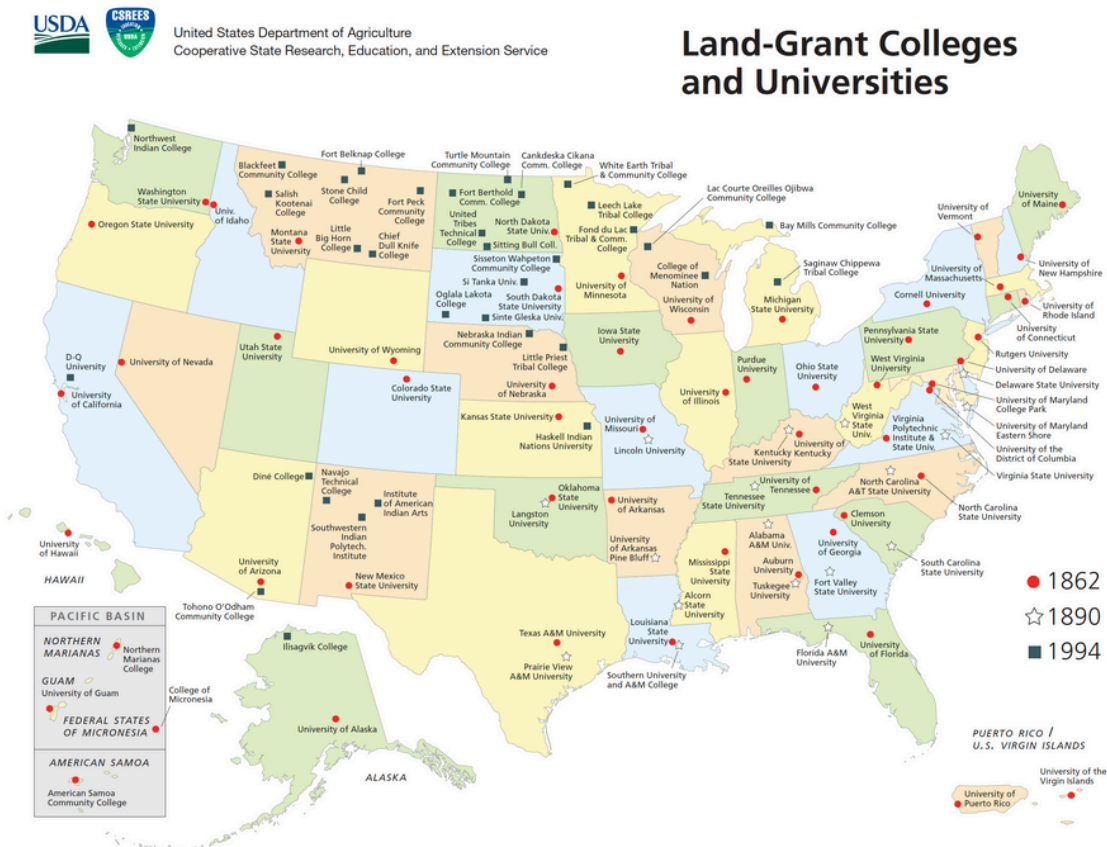 USDA
CSREES
EDUCATION
USDA
United States Department of Agriculture
Cooperative State Research, Education, and Extension Service
Land-Grant Colleges
and Universities
Northwest
Indian College
Washington
State University
Univ.
of Idaho
Oregon State University
Blackfeet
Community College
Salish
Kootenai
College
Montana
State
University
Fort Belknap College
Stone Child
College
Fort Peck
Community
College
Little
Big Horn
College
Chief
Dull Knife
College
Turtle Mountain
Community College
Cankdeska Cikana
Comm. College
Fort Berthold
Comm. College
United
Tribes
Technical
College
North Dakota
State Univ.
Sitting Bull Coll.
White Earth Tribal
& Community College
Leech Lake
Tribal College
Fond du Lac
Tribal & Comm.
College
University of
Minnesota
Sisseton Wahpeton
Community College
Si Tanka Univ.
Oglala Lakota
College
South Dakota
State University
Sinte Gleska Univ.
Lac Courte Oreilles Ojibwa
Community College
College of
Menominee
Nation
University of
Wisconsin
Bay Mills Community College
Saginaw Chippewa
Tribal College
Michigan
State
University
University
of Maine
University of
Vermont
University of
New Hampshire
University of
Massachusetts
Cornell University
University of
Rhode Island
University
of Connecticut
Pennsylvania State
University
Rutgers University
University of Delaware
Delaware State University
University of Maryland
College Park
University of Maryland
Eastern Shore
University of the
District of Columbia
Virginia State University
West Virginia
University
West
Virginia
State
Univ.
Virginia
Polytechnic
Institute &
State Univ.
D-Q
University
University
of California
University of Nevada
Utah State
University
University of Wyoming
Colorado State
University
Nebraska Indian
Community College
Little Priest
Tribal College
University
of Nebraska
Iowa State
University
Kansas State University
Haskell Indian
Nations University
University of
Missouri
Lincoln University
University
of Illinois
Purdue
University
Ohio State
University
Kentucky
State University
University of
Kentucky
Tennessee
State University
University of
Tennessee
North Carolina
A&T State University
North Carolina
State University
Clemson
University
South Carolina
State University
University
of Georgia
Fort Valley
State University
Alabama
A&M Univ.
Auburn
University
Tuskegee
University
Mississippi
State
University
Alcorn
State
University
University
of Arkansas
University
of Arkansas
Pine Bluff
Oklahoma
State
University
Langston
University
Diné College
Navajo
Technical
College
Institute
of American
Indian Arts
Southwestern
Indian
Polytech.
Institute
New Mexico
State University
University
of Arizona
Tohono O'Odham
Community College
Texas A&M University
Prairie View
A&M University
Louisiana
State
University
Southern University
and A&M College
Florida A&M
University
University
of Florida
University
of Hawaii
HAWAII
PACIFIC BASIN
NORTHERN
MARIANAS
Northern
Marianas
College
GUAM
University of Guam
FEDERAL STATES
OF MICRONESIA
College of
Micronesia
AMERICAN SAMOA
American Samoa
Community College
Ilisagvik College
University of Alaska
ALASKA
1862
1890
1994
PUERTO RICO /
U.S. VIRGIN ISLANDS
University of
Puerto Rico
University of the
Virgin Islands